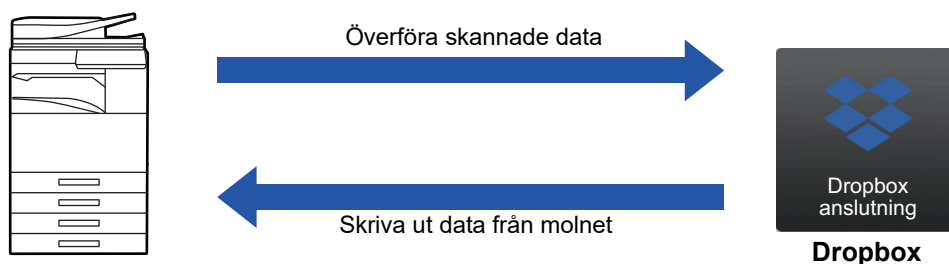 Överföra skannade data
Skriva ut data från molnet
Dropbox
anslutning
Dropbox